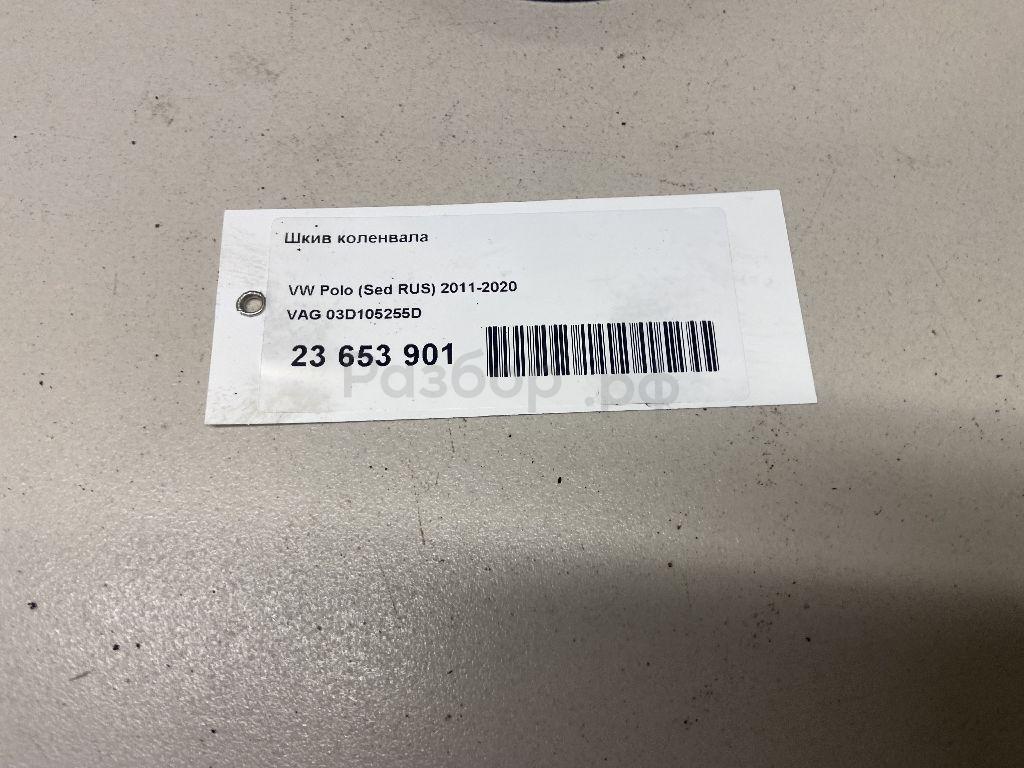 Шкив коленвала
VW Polo (Sed RUS) 2011-2020
VAG 03D105255D
23 653 901
Разбор.рф